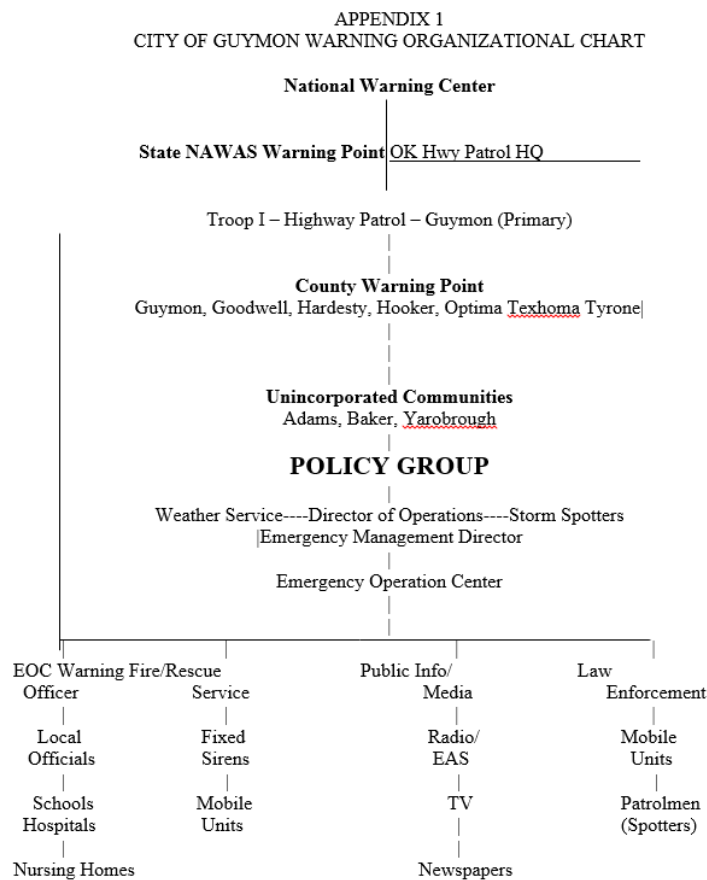 APPENDIX 1
CITY OF GUYMON WARNING ORGANIZATIONAL CHART
National Warning Center
State NAWAS Warning Point OK Hwy Patrol HQ
Troop I – Highway Patrol – Guymon (Primary)
County Warning Point
Guymon, Goodwell, Hardesty, Hooker, Optima Texhoma Tyrone|
Unincorporated Communities
Adams, Baker, Yarobrough
POLICY GROUP
Weather Service----Director of Operations----Storm Spotters
|Emergency Management Director
Emergency Operation Center
EOC Warning Fire/Rescue Public Info/ Law
Officer Service Media Enforcement
Local Fixed Radio/ Mobile
Officials Sirens EAS Units
Schools Mobile TV Patrolmen
Hospitals Units (Spotters)
Nursing Homes Newspapers